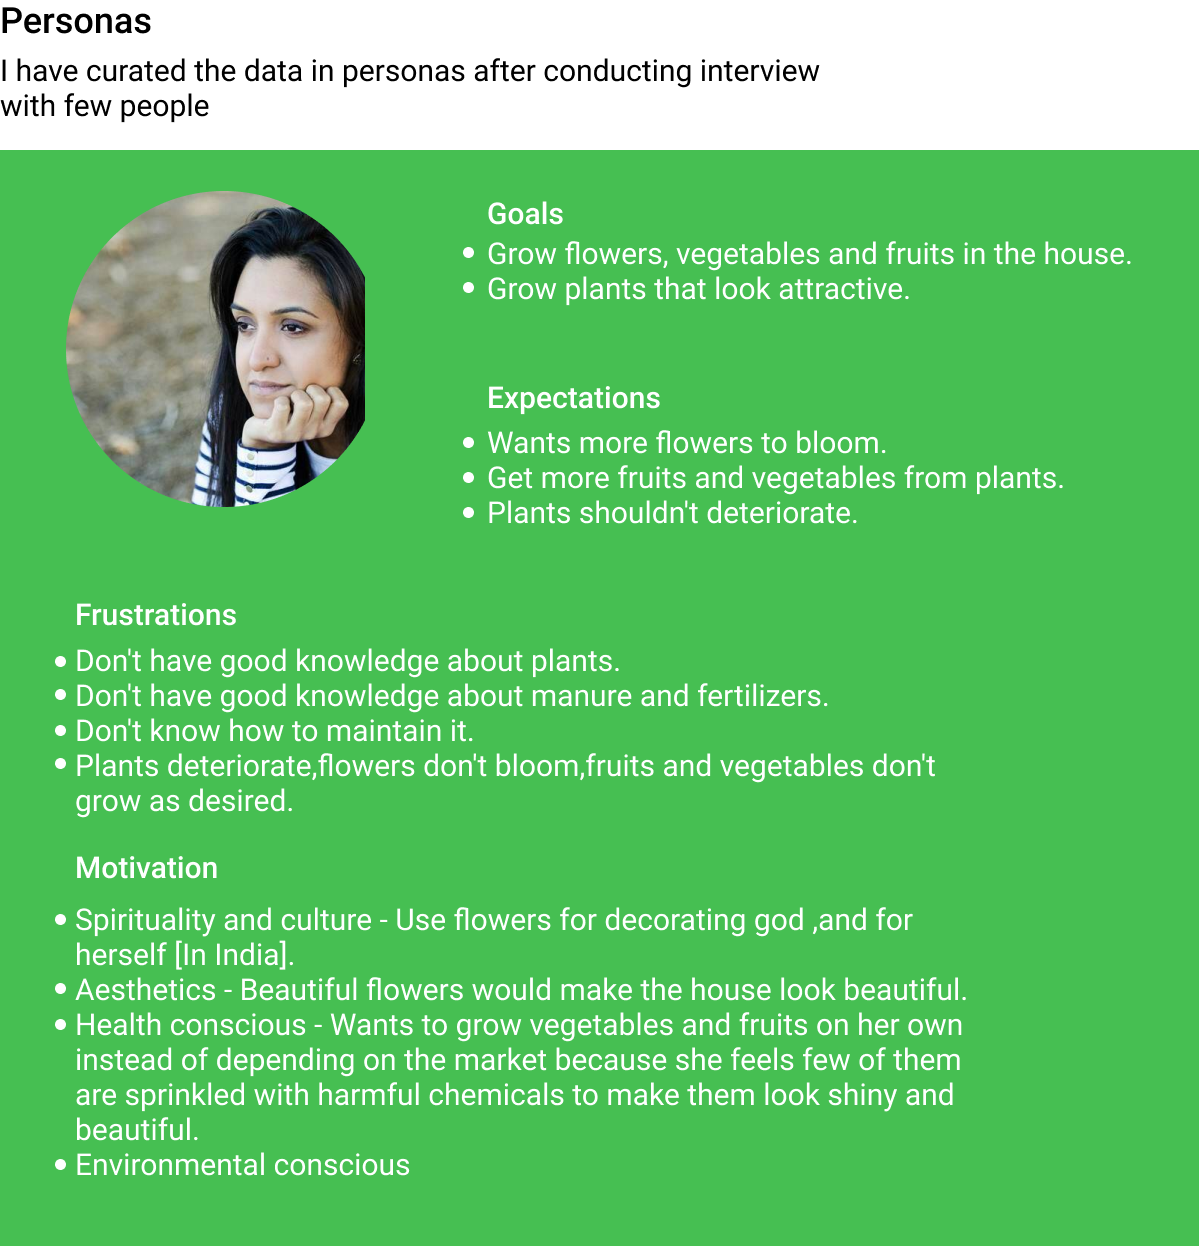 Personas
I have curated the data in personas after conducting interview
with few people
Goals
Grow flowers, vegetables and fruits in the house.
Grow plants that look attractive.
Expectations
Wants more flowers to bloom.
Get more fruits and vegetables from plants.
Plants shouldn't deteriorate.
Frustrations
Don't have good knowledge about plants.
Don't have good knowledge about manure and fertilizers.
Don't know how to maintain it.
Plants deteriorate,flowers don't bloom,fruits and vegetables don't
grow as desired.
Motivation
Spirituality and culture - Use flowers for decorating god ,and for
herself [In India].
Aesthetics - Beautiful flowers would make the house look beautiful.
Health conscious - Wants to grow vegetables and fruits on her own
instead of depending on the market because she feels few of them
are sprinkled with harmful chemicals to make them look shiny and
beautiful.
Environmental conscious